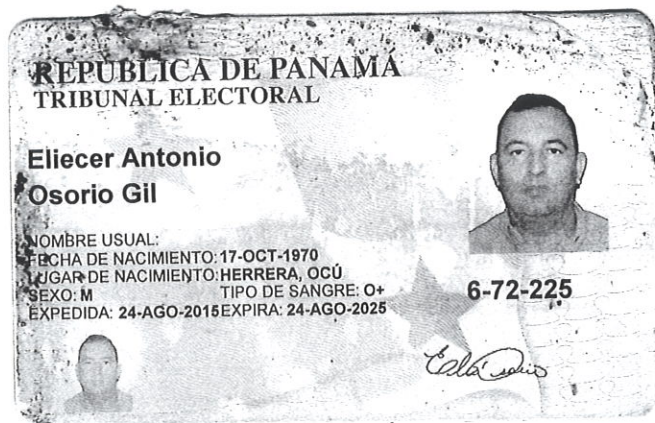 REPÚBLICA DE PANAMÁ
TRIBUNAL ELECTORAL
Eliecer Antonio
Osorio Gil
NOMBRE USUAL:
FECHA DE NACIMIENTO: 17-OCT-1970
LUGAR DE NACIMIENTO: HERRERA, OCÚ
SEXO: M TIPO DE SANGRE: O+
EXPEDIDA: 24-AGO-2015 EXPIRA: 24-AGO-2025
6-72-225